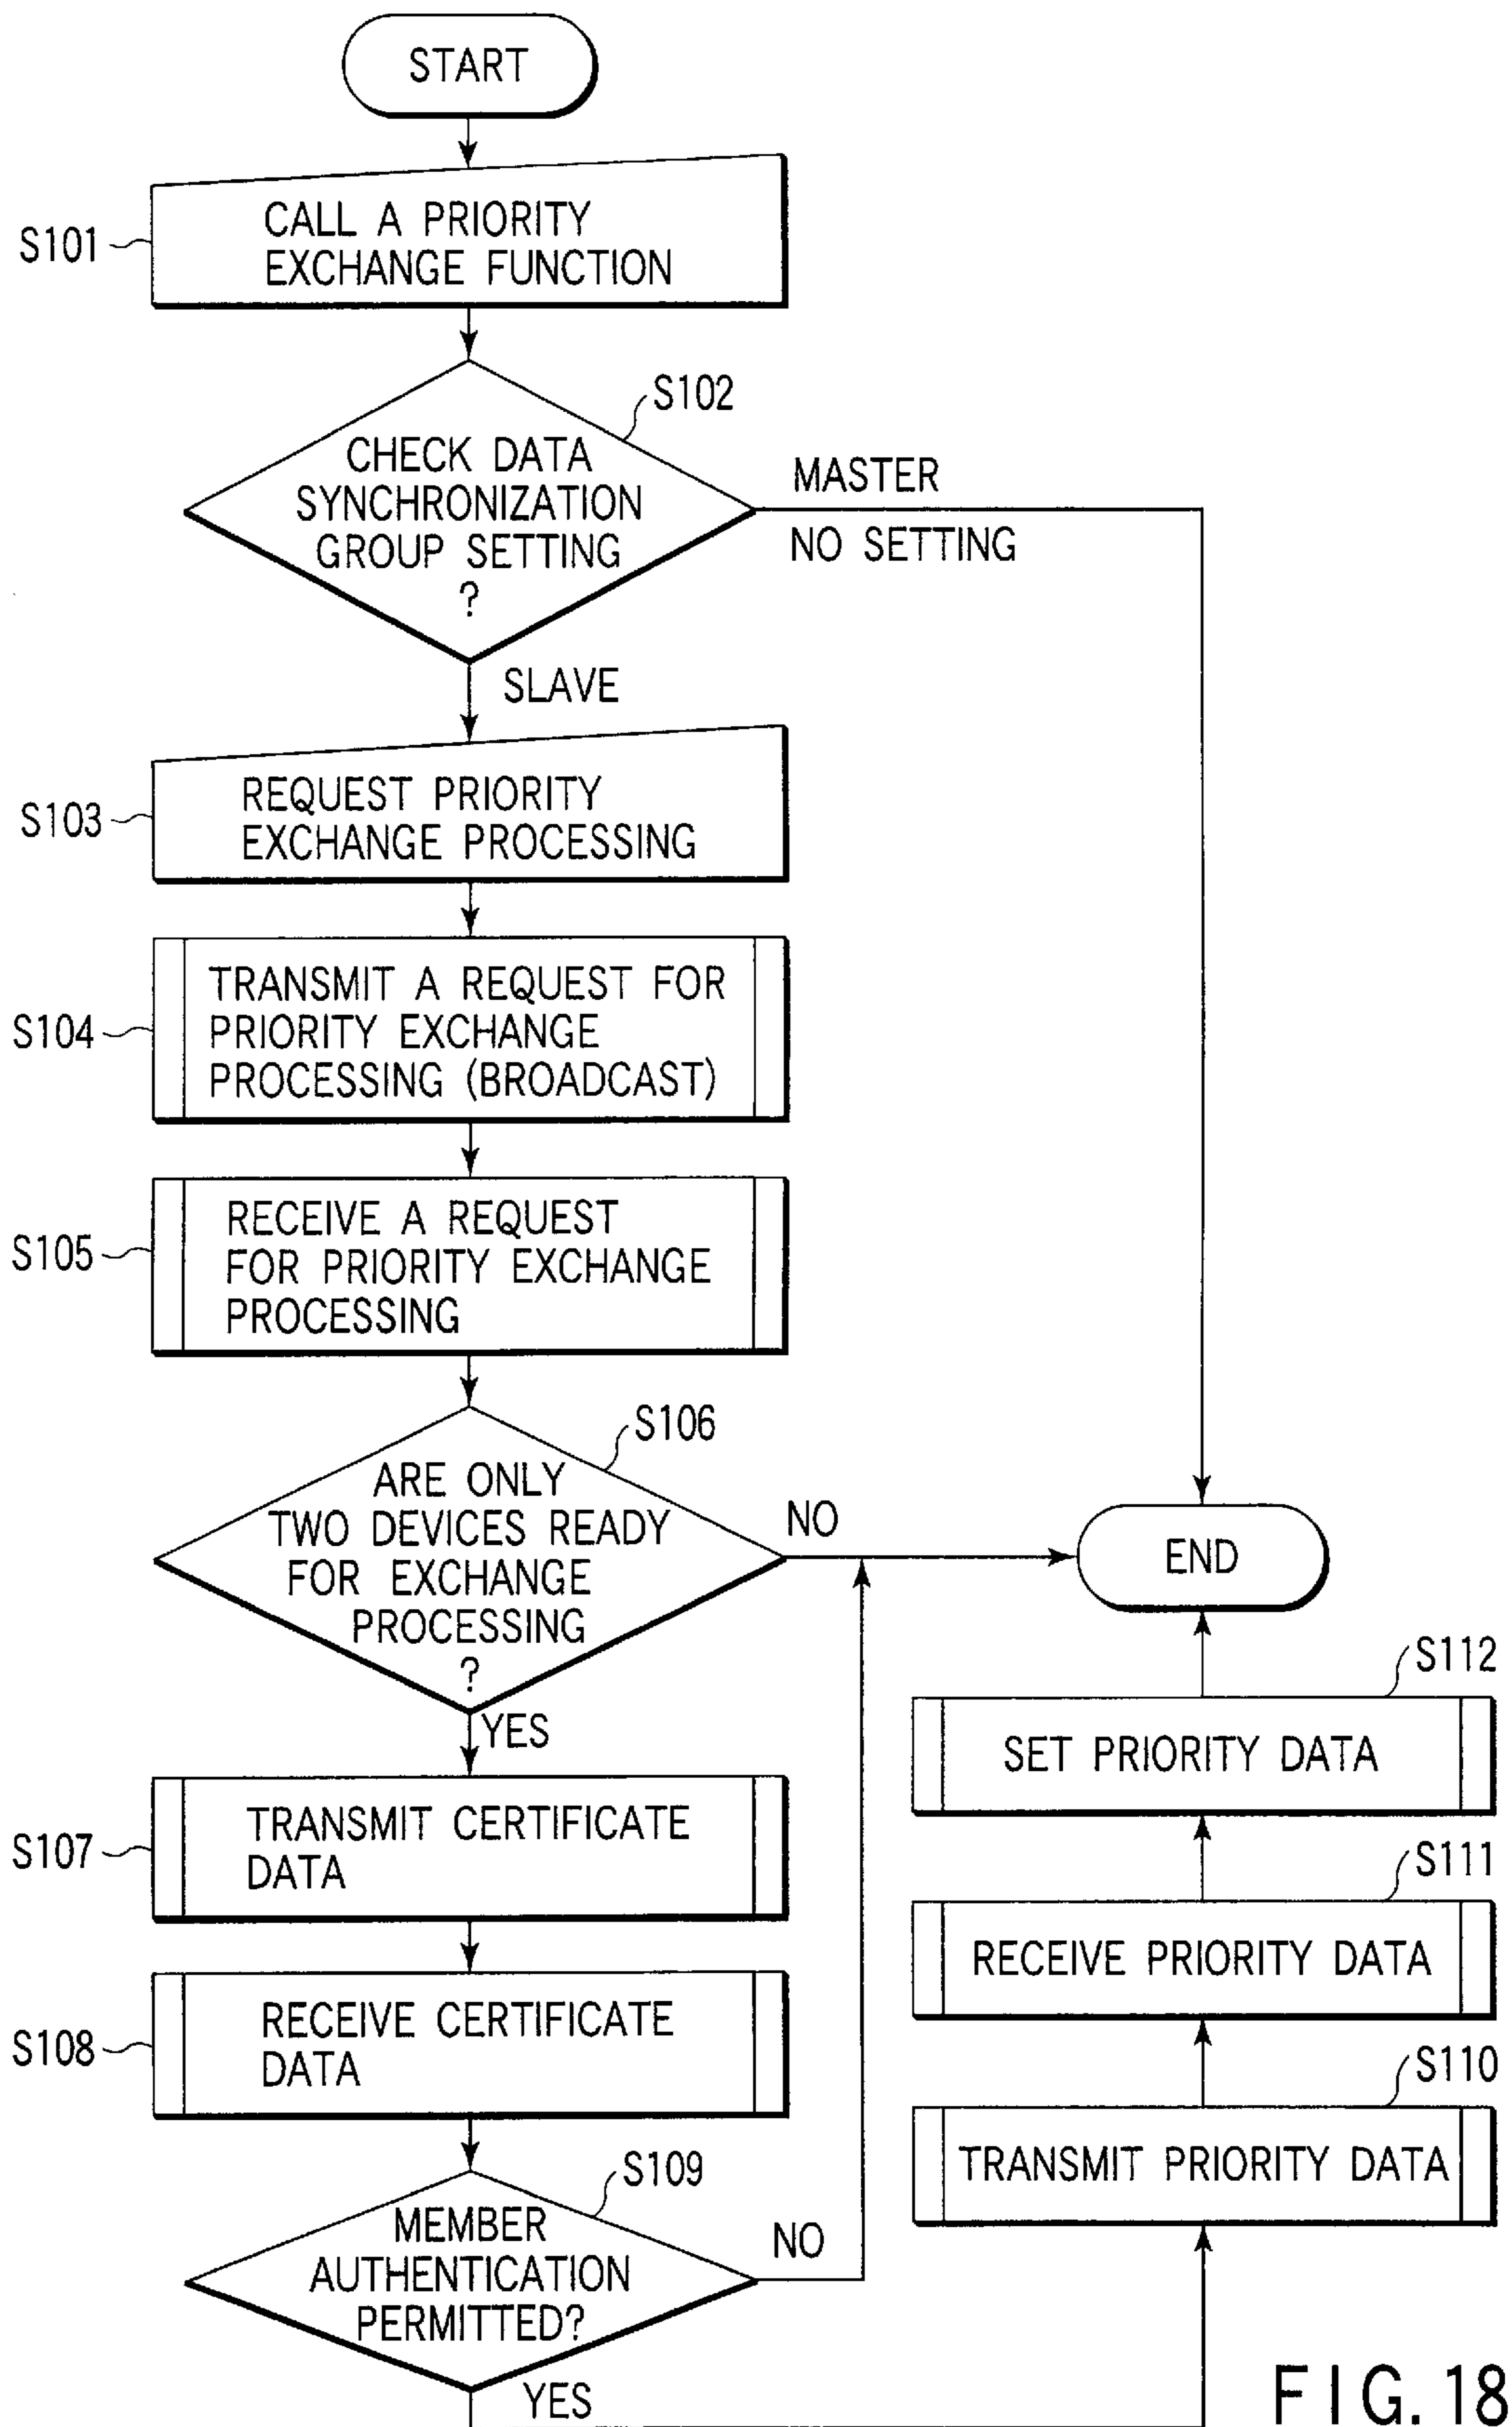 START
S101
CALL A PRIORITY
EXCHANGE FUNCTION
S102
CHECK DATA
SYNCHRONIZATION
GROUP SETTING
?
MASTER
NO SETTING
SLAVE
S103
REQUEST PRIORITY
EXCHANGE PROCESSING
S104
TRANSMIT A REQUEST FOR
PRIORITY EXCHANGE
PROCESSING (BROADCAST)
S105
RECEIVE A REQUEST
FOR PRIORITY EXCHANGE
PROCESSING
S106
ARE ONLY
TWO DEVICES READY
FOR EXCHANGE
PROCESSING
?
NO
END
YES
S107
TRANSMIT CERTIFICATE
DATA
S108
RECEIVE CERTIFICATE
DATA
S109
MEMBER
AUTHENTICATION
PERMITTED?
NO
YES
S112
SET PRIORITY DATA
S111
RECEIVE PRIORITY DATA
S110
TRANSMIT PRIORITY DATA
FIG. 18